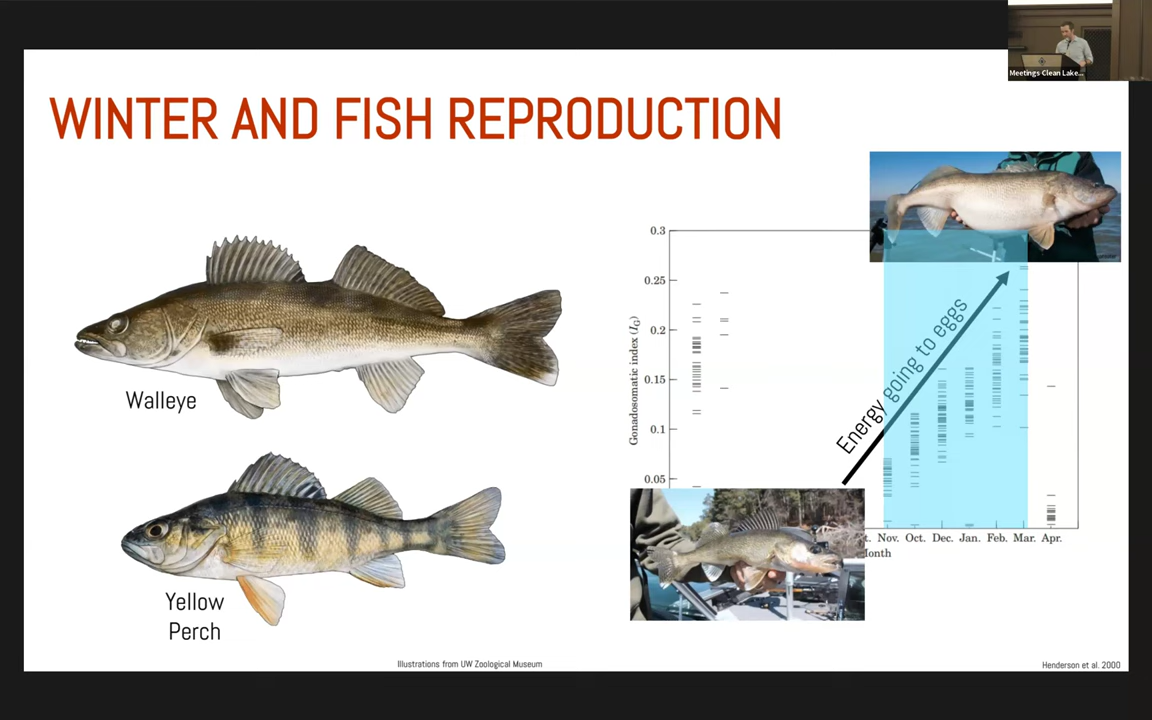 Meetings Clean Lake...
WINTER AND FISH REPRODUCTION
Walleye
Yellow
Perch
Illustrations from UW Zoological Museum
Gonadosomatic index (I_G)
0.3
0.25
0.2
0.15
0.1
0.05
Energy going to eggs
t. Nov. Oct. Dec. Jan. Feb. Mar. Apr.
Month
Henderson et al. 2000